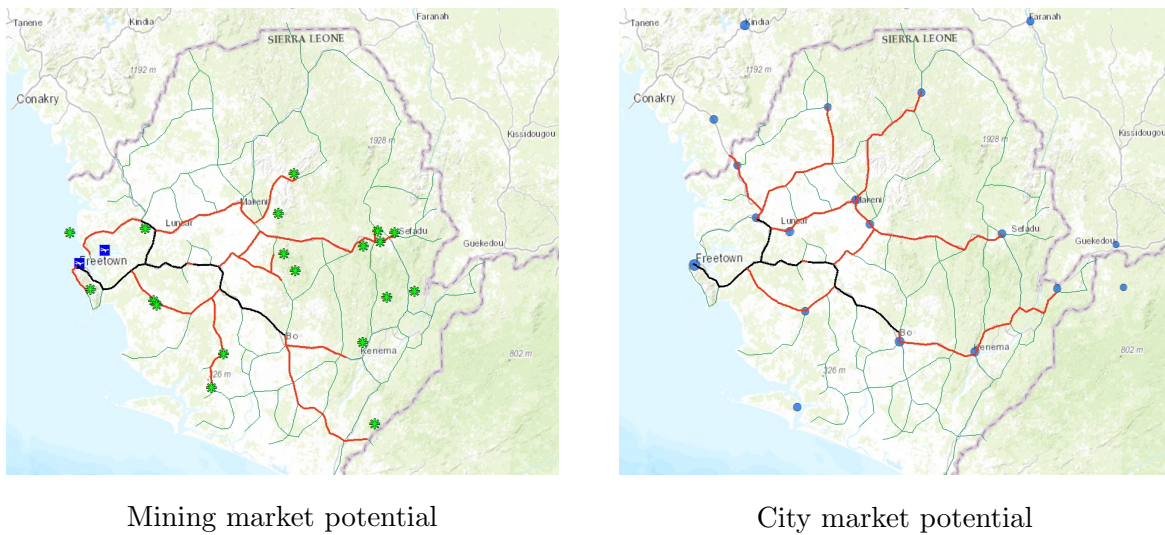 Tanene
Kindia
Faranah
SIERRA LEONE
1192 m
Conakry
1928 m
Kissidougou
Makeni
Lunsar
Sefadu
Guekedou
Freetown
Bo
Kenema
326 m
802 m
Mining market potential
Tanene
Kindia
Faranah
SIERRA LEONE
1192 m
Conakry
1928 m
Kissidougou
Makeni
Lunsar
Sefadu
Guekedou
Freetown
Bo
Kenema
326 m
802 m
City market potential